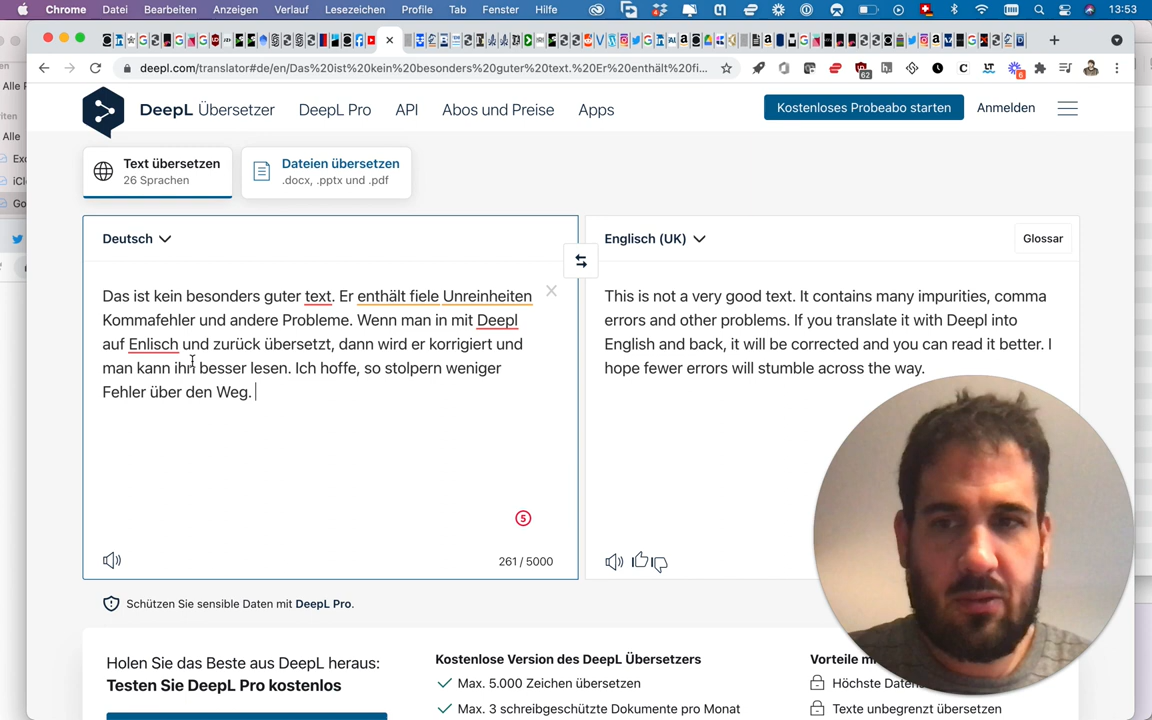 Chrome Datei Bearbeiten Anzeigen Verlauf Lesezeichen Profile Tab Fenster Hilfe 13:53
deepl.com/translator#de/en/Das%20ist%20kein%20besonders%20guter%20text.%20Er%20enthält%20fi...
62
6
Alle
Go
DeepL Übersetzer DeepL Pro API Abos und Preise Apps Kostenloses Probeabo starten Anmelden
Text übersetzen
26 Sprachen
Dateien übersetzen
.docx, .pptx und .pdf
Deutsch
Englisch (UK) Glossar
Das ist kein besonders guter text. Er enthält fiele Unreinheiten
Kommafehler und andere Probleme. Wenn man in mit Deepl
auf Enlisch und zurück übersetzt, dann wird er korrigiert und
man kann ihn besser lesen. Ich hoffe, so stolpern weniger
Fehler über den Weg.
5
261 / 5000
This is not a very good text. It contains many impurities, comma
errors and other problems. If you translate it with Deepl into
English and back, it will be corrected and you can read it better. I
hope fewer errors will stumble across the way.
Schützen Sie sensible Daten mit DeepL Pro.
Holen Sie das Beste aus DeepL heraus:
Testen Sie DeepL Pro kostenlos
Kostenlose Version des DeepL Übersetzers
Max. 5.000 Zeichen übersetzen
Max. 3 schreibgeschützte Dokumente pro Monat
Vorteile
Höchste
Texte unbegrenzt übersetzen